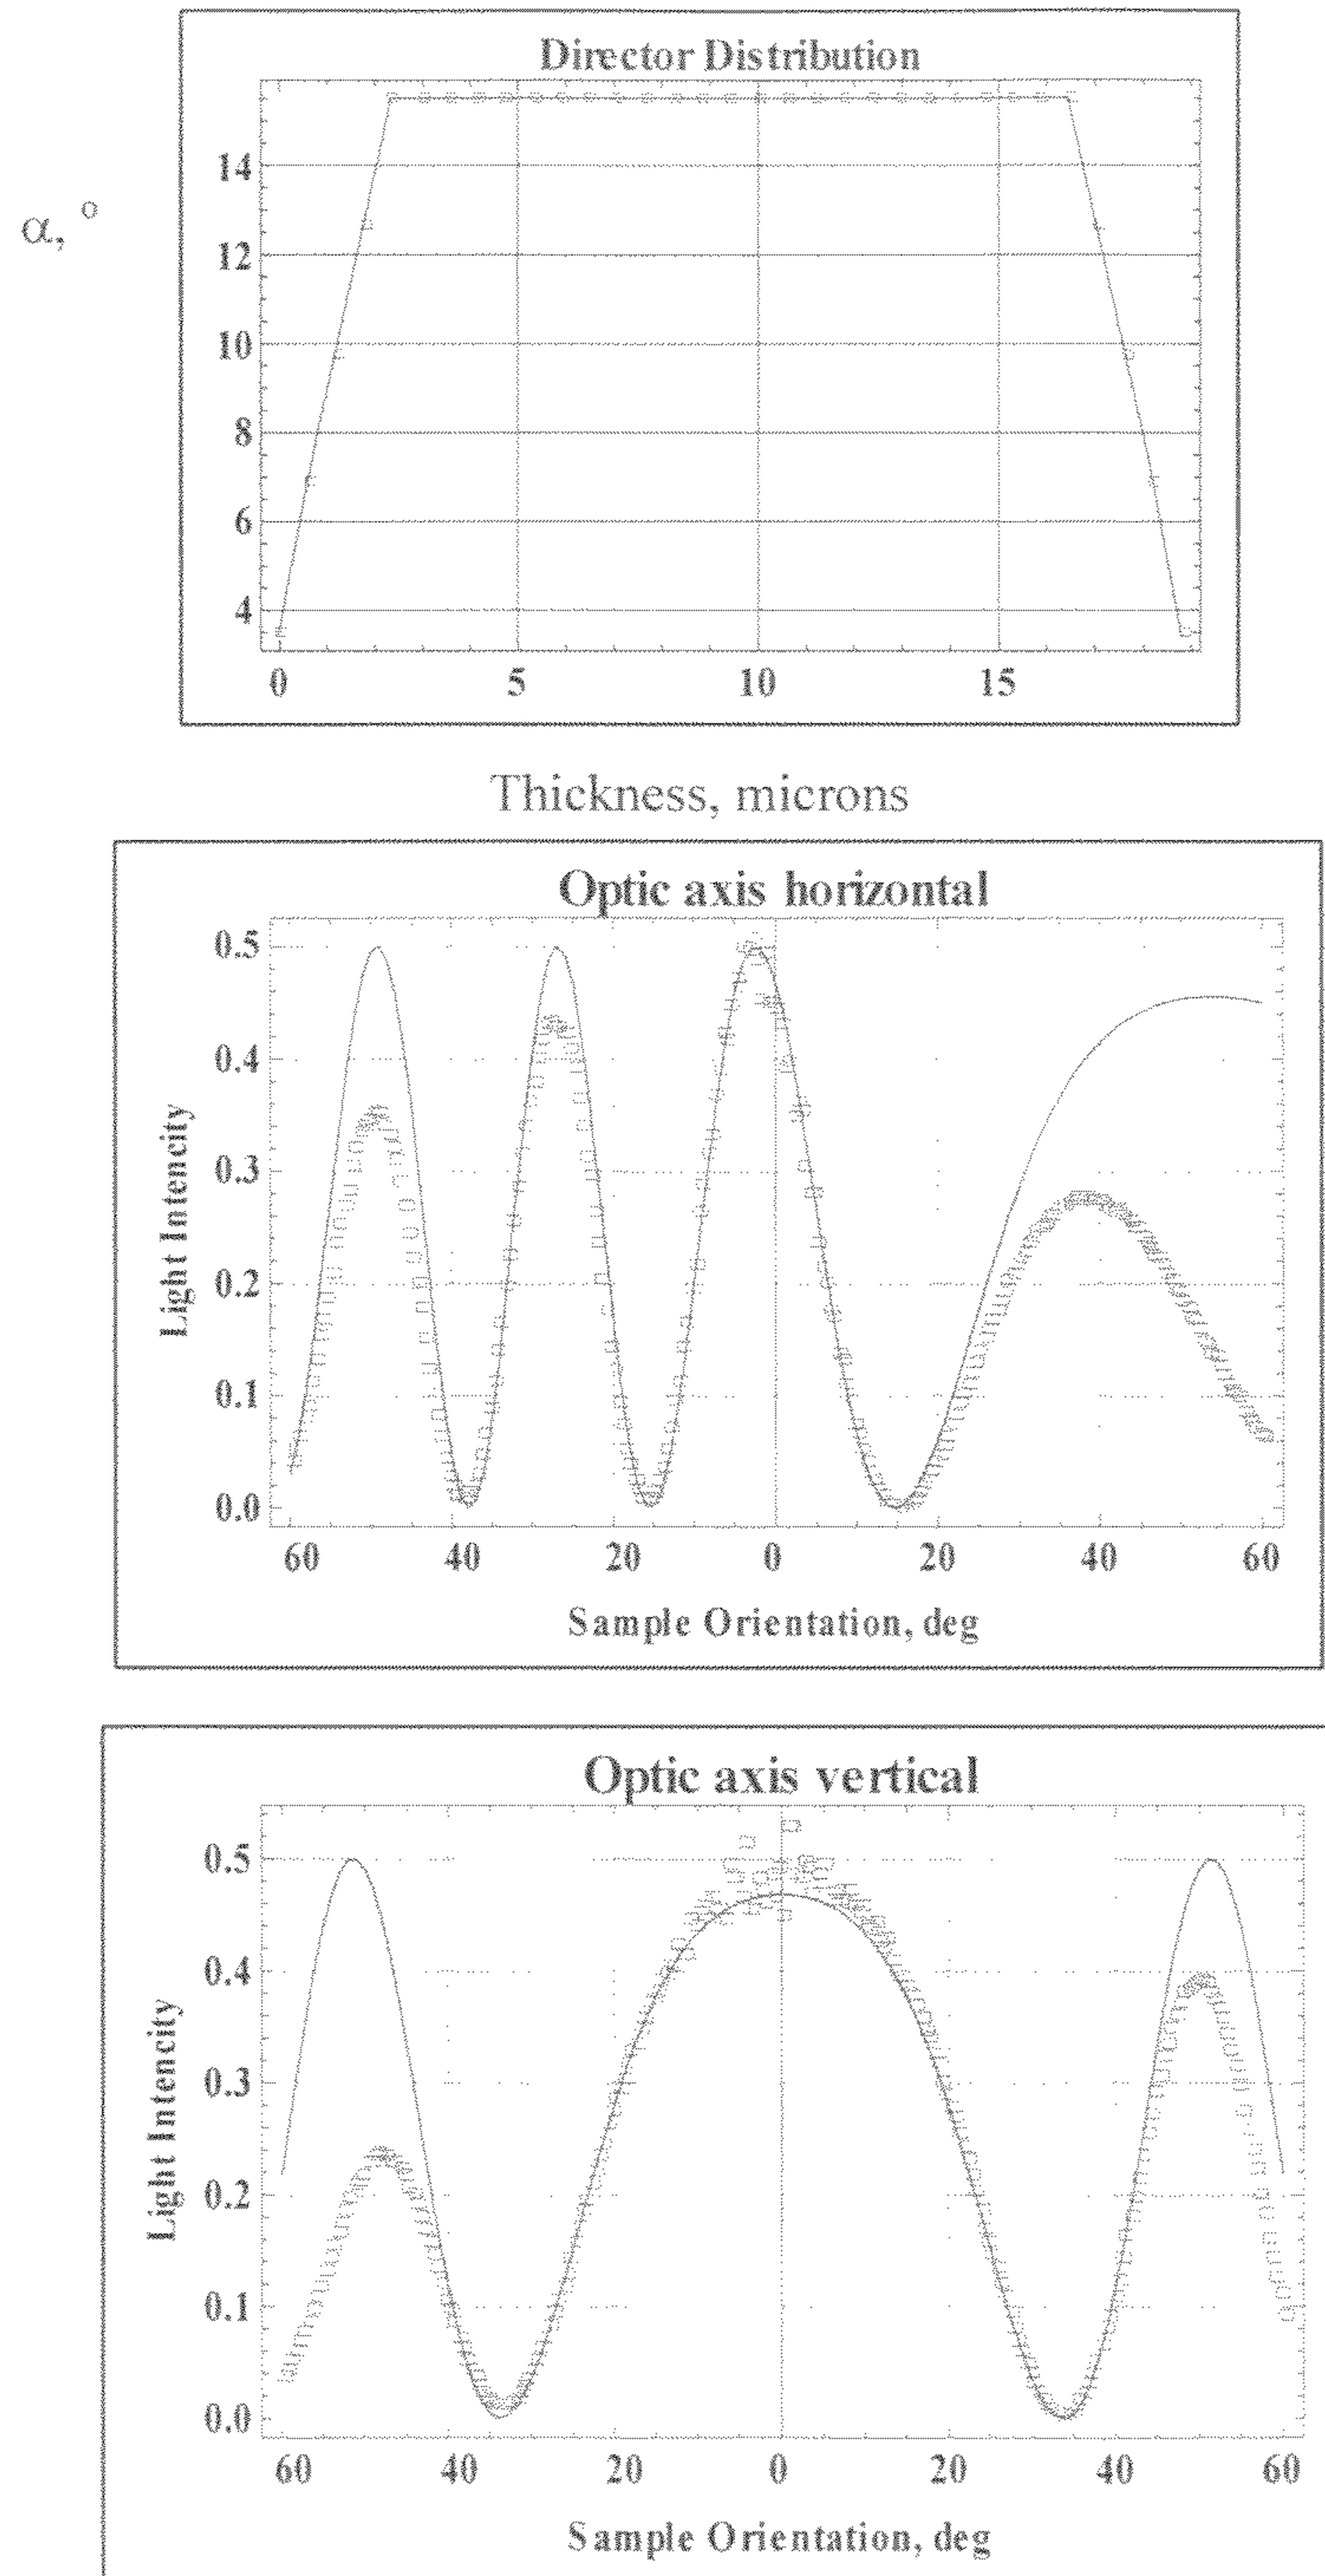 Director Distribution
α, °
14
12
10
8
6
4
0 5 10 15
Thickness, microns
Optic axis horizontal
Light Intencity
0.5
0.4
0.3
0.2
0.1
0.0
60 40 20 0 20 40 60
Sample Orientation, deg
Optic axis vertical
Light Intencity
0.5
0.4
0.3
0.2
0.1
0.0
60 40 20 0 20 40 60
Sample Orientation, deg